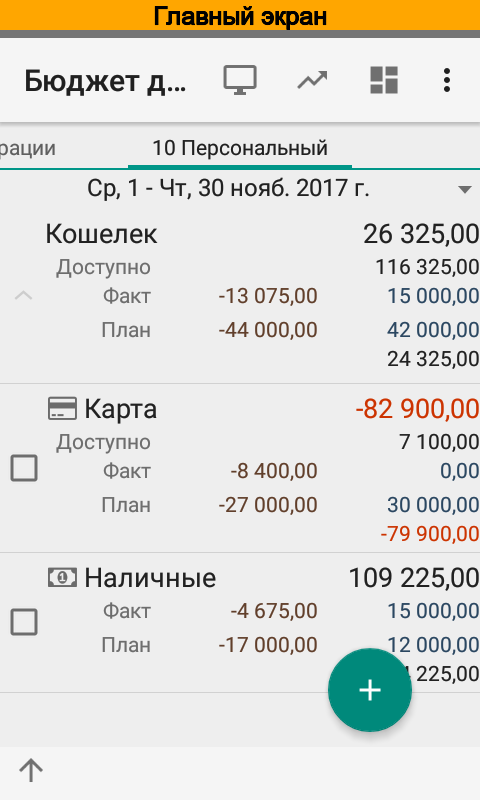 Главный экран
Бюджет д...
рации 10 Персональный
Ср, 1 - Чт, 30 нояб. 2017 г.
Кошелек 26 325,00
Доступно 116 325,00
Факт -13 075,00 15 000,00
План -44 000,00 42 000,00
24 325,00
Карта -82 900,00
Доступно 7 100,00
Факт -8 400,00 0,00
План -27 000,00 30 000,00
-79 900,00
Наличные 109 225,00
Факт -4 675,00 15 000,00
План -17 000,00 12 000,00
225,00